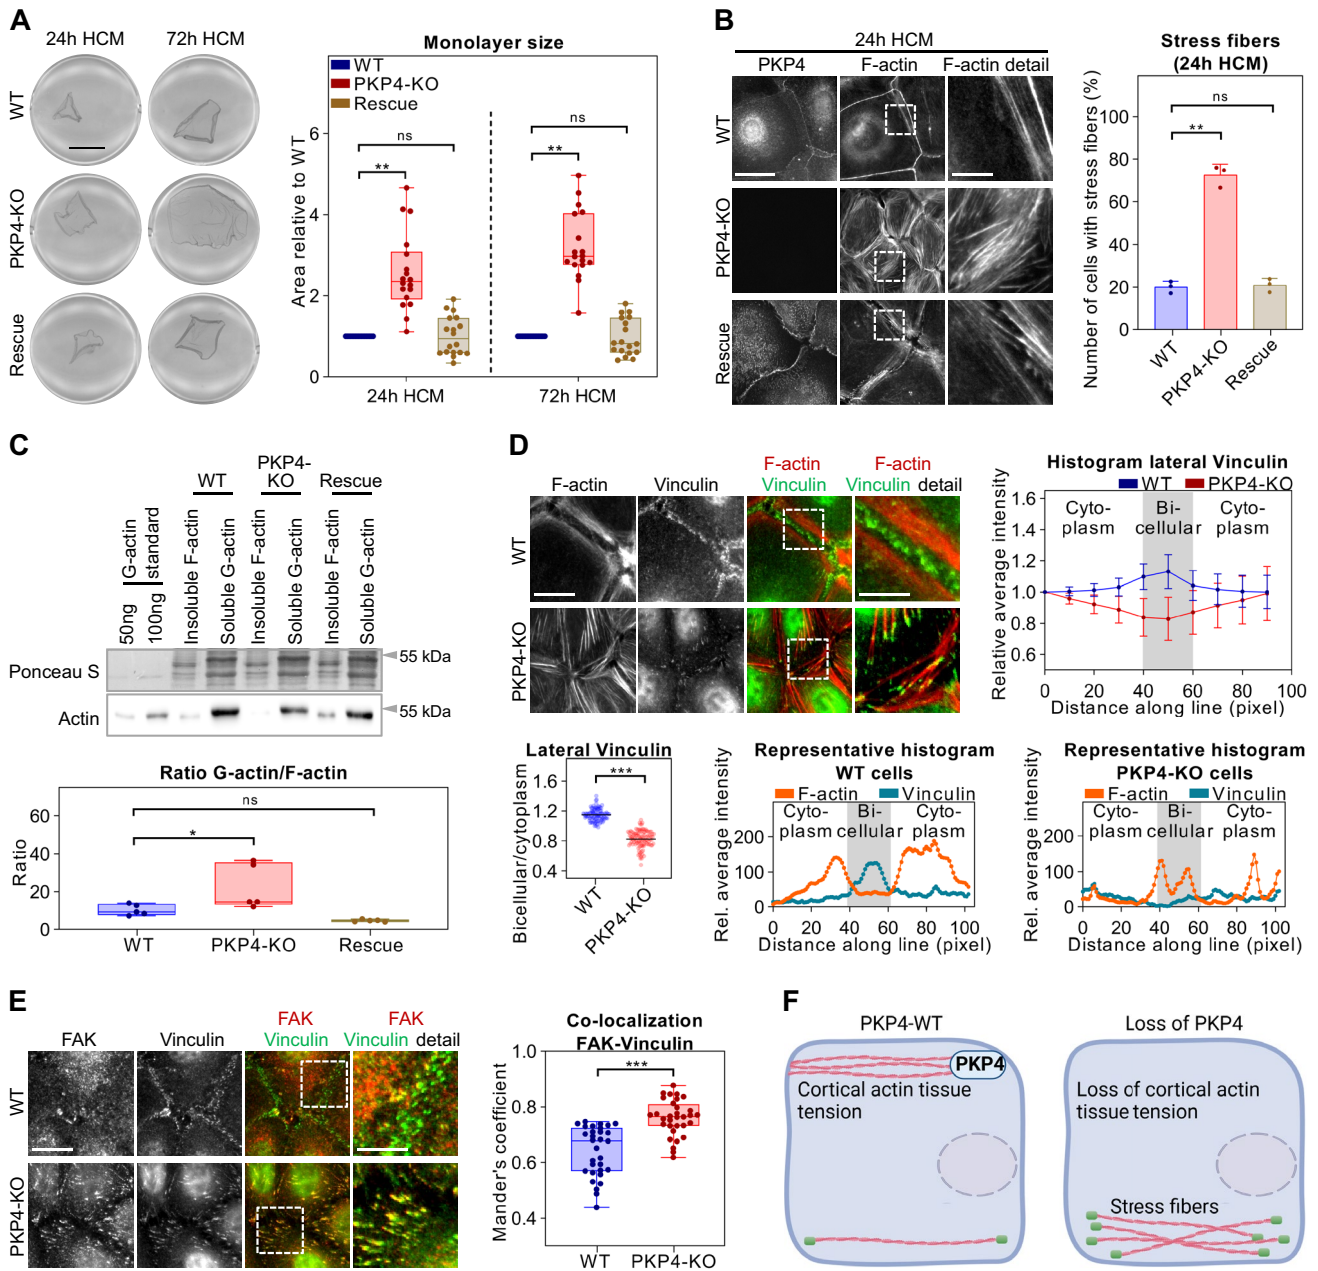 A
24h HCM
72h HCM
WT
PKP4-KO
Rescue
Monolayer size
WT
PKP4-KO
Rescue
Area relative to WT
6
4
2
0
ns
**
ns
**
24h HCM
72h HCM
B
24h HCM
PKP4
F-actin
F-actin detail
WT
PKP4-KO
Rescue
Stress fibers
(24h HCM)
Number of cells with stress fibers (%)
100
80
60
40
20
0
ns
**
WT
PKP4-KO
Rescue
C
WT
PKP4-
KO
Rescue
50ng
100ng
G-actin
standard
Insoluble F-actin
Soluble G-actin
Insoluble F-actin
Soluble G-actin
Insoluble F-actin
Soluble G-actin
Ponceau S
55 kDa
Actin
55 kDa
Ratio G-actin/F-actin
Ratio
60
40
20
0
ns
*
WT
PKP4-KO
Rescue
D
F-actin
Vinculin
F-actin
Vinculin
F-actin
Vinculin detail
WT
PKP4-KO
Histogram lateral Vinculin
WT
PKP4-KO
Relative average intensity
1.6
1.4
1.2
1.0
0.8
0.6
Cyto-
plasm
Bi-
cellular
Cyto-
plasm
0
20
40
60
80
100
Distance along line (pixel)
Lateral Vinculin
Bicellular/cytoplasm
1.6
1.2
0.8
0.4
***
WT
PKP4-KO
Representative histogram
WT cells
F-actin
Vinculin
Rel. average intensity
200
100
0
Cyto-
plasm
Bi-
cellular
Cyto-
plasm
0
20
40
60
80
100
Distance along line (pixel)
Representative histogram
PKP4-KO cells
F-actin
Vinculin
Rel. average intensity
200
100
0
Cyto-
plasm
Bi-
cellular
Cyto-
plasm
0
20
40
60
80
100
Distance along line (pixel)
E
FAK
Vinculin
FAK
Vinculin
FAK
Vinculin detail
WT
PKP4-KO
Co-localization
FAK-Vinculin
Mander's coefficient
1.0
0.8
0.6
0.4
***
WT
PKP4-KO
F
PKP4-WT
PKP4
Cortical actin tissue
tension
Loss of PKP4
Loss of cortical actin
tissue tension
Stress fibers